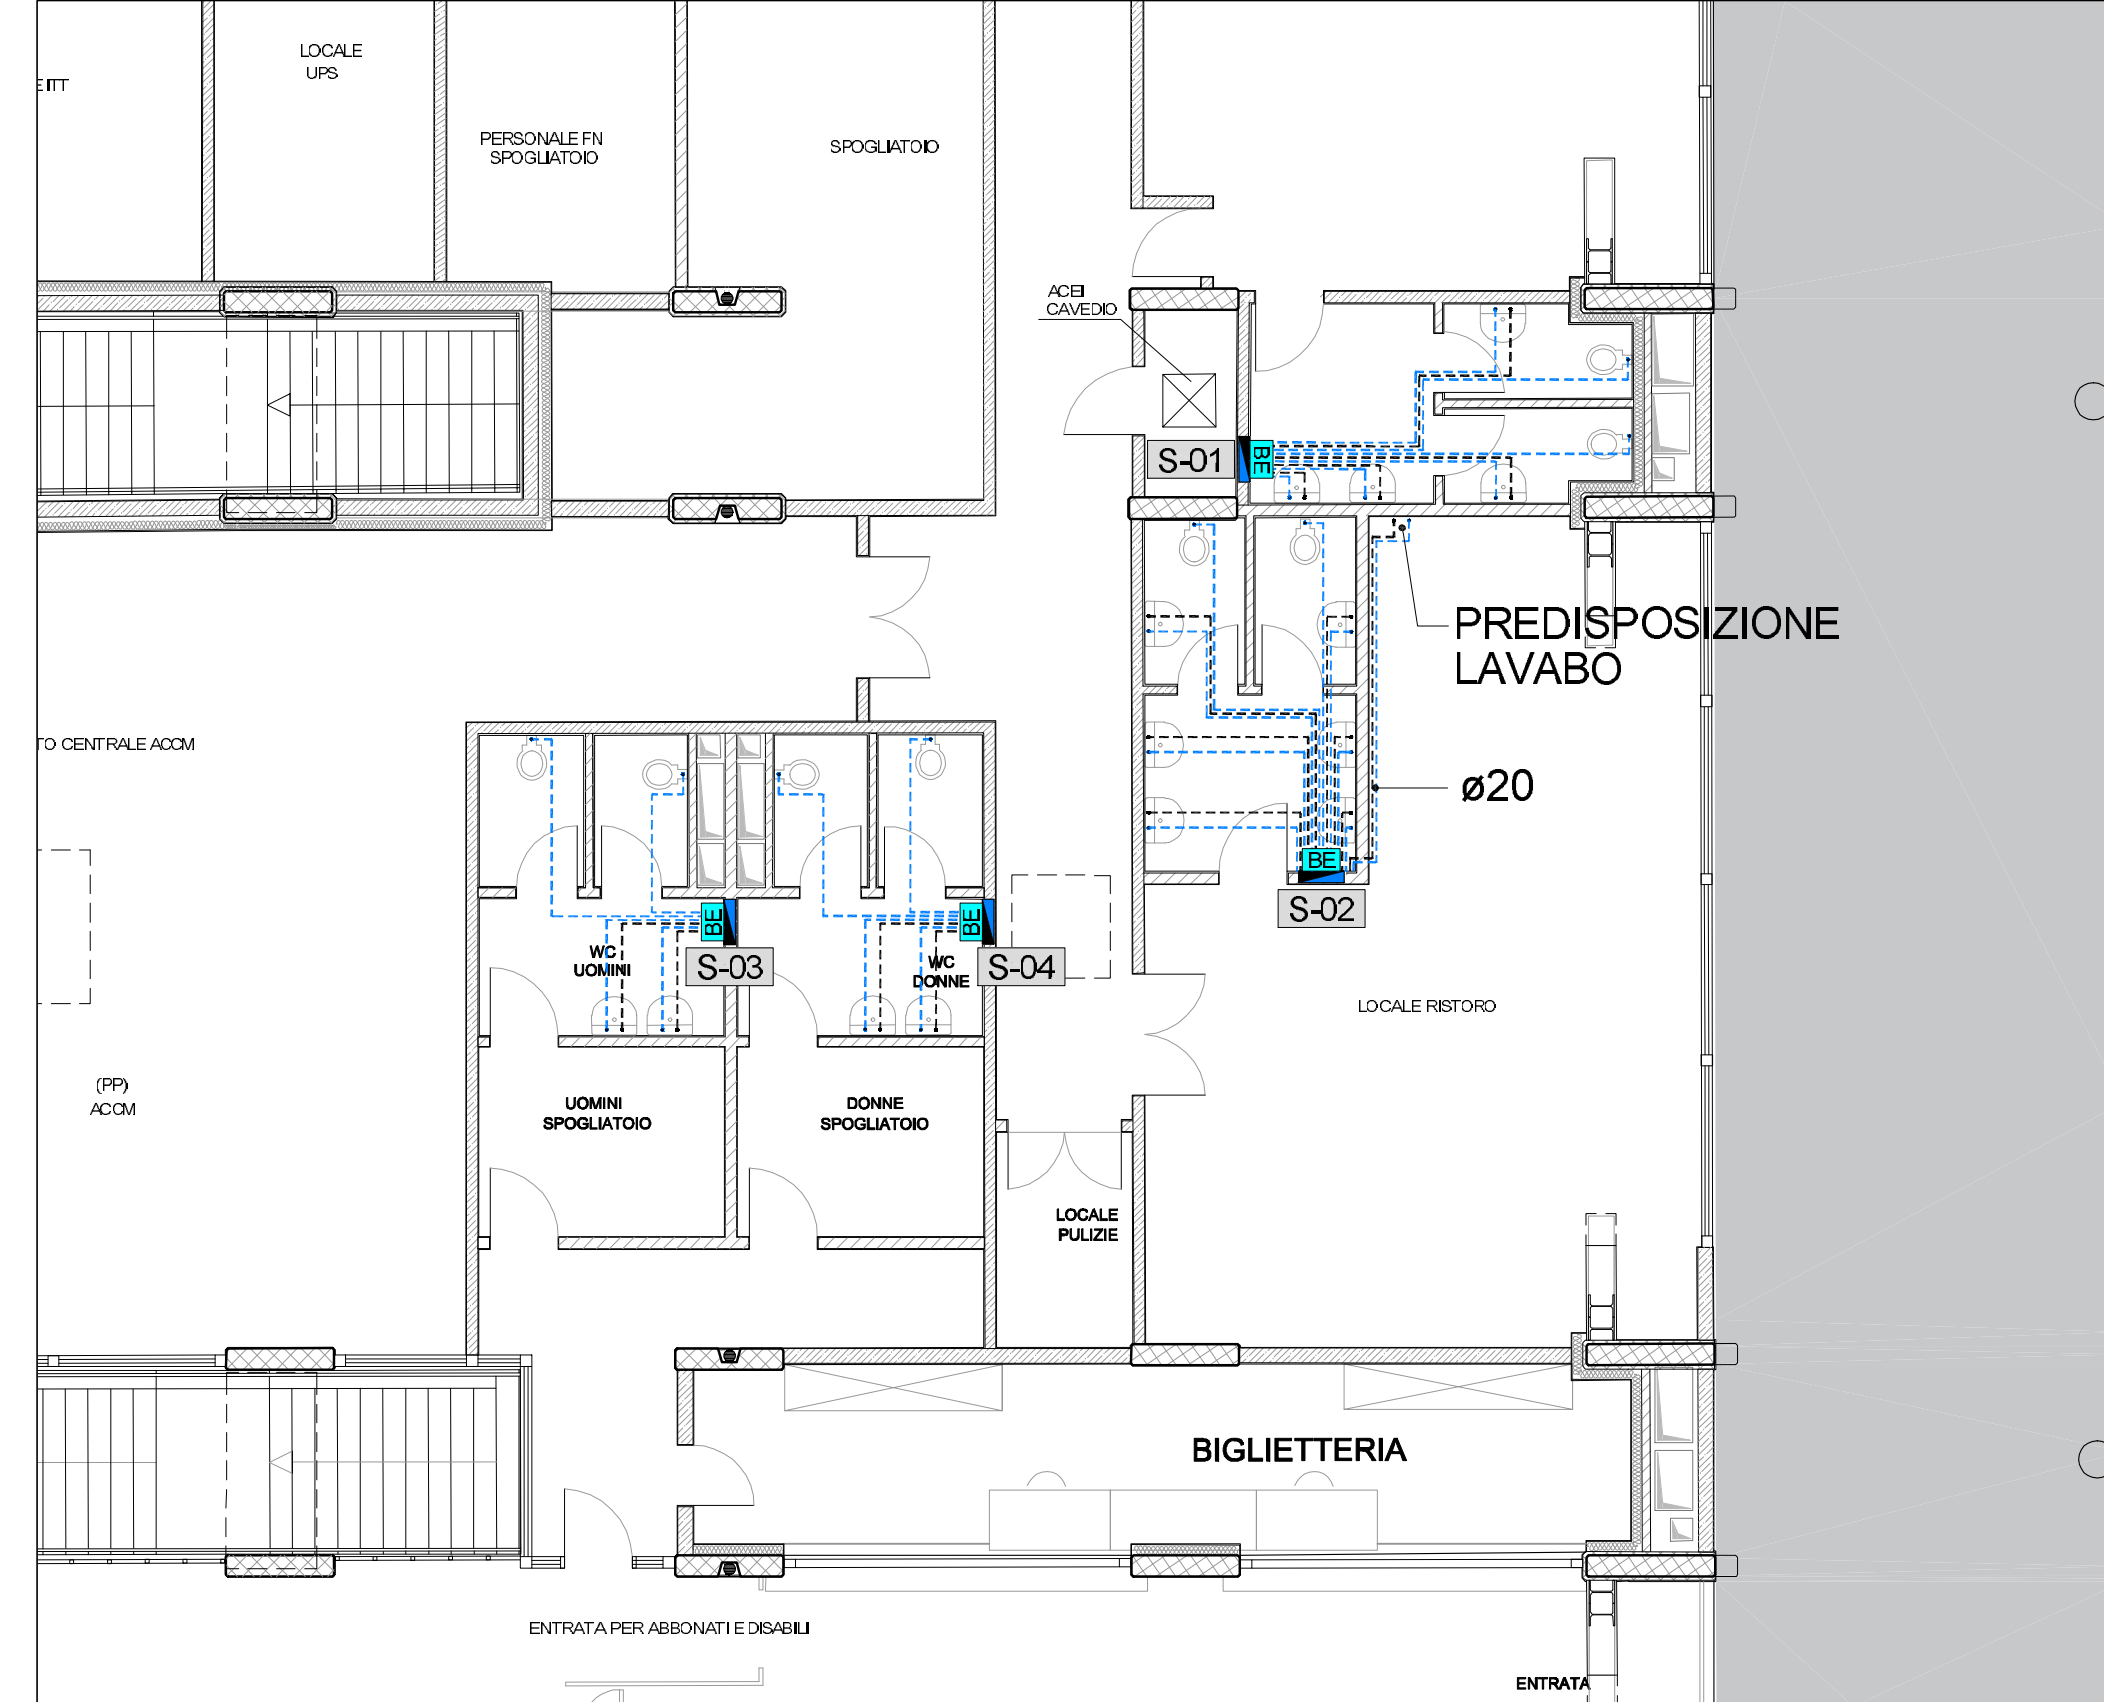 LOCALE
UPS
E ITT
PERSONALE FN
SPOGLIATOIO
SPOGLIATOIO
ACEI
CAVEDIO
S-01
BE
PREDISPOSIZIONE
LAVABO
TO CENTRALE ACCM
ø20
BE
S-02
BE
BE
WC
UOMINI
S-03
WC
DONNE
S-04
LOCALE RISTORO
(PP)
ACCM
UOMINI
SPOGLIATOIO
DONNE
SPOGLIATOIO
LOCALE
PULIZIE
BIGLIETTERIA
ENTRATA PER ABBONATI E DISABILI
ENTRATA